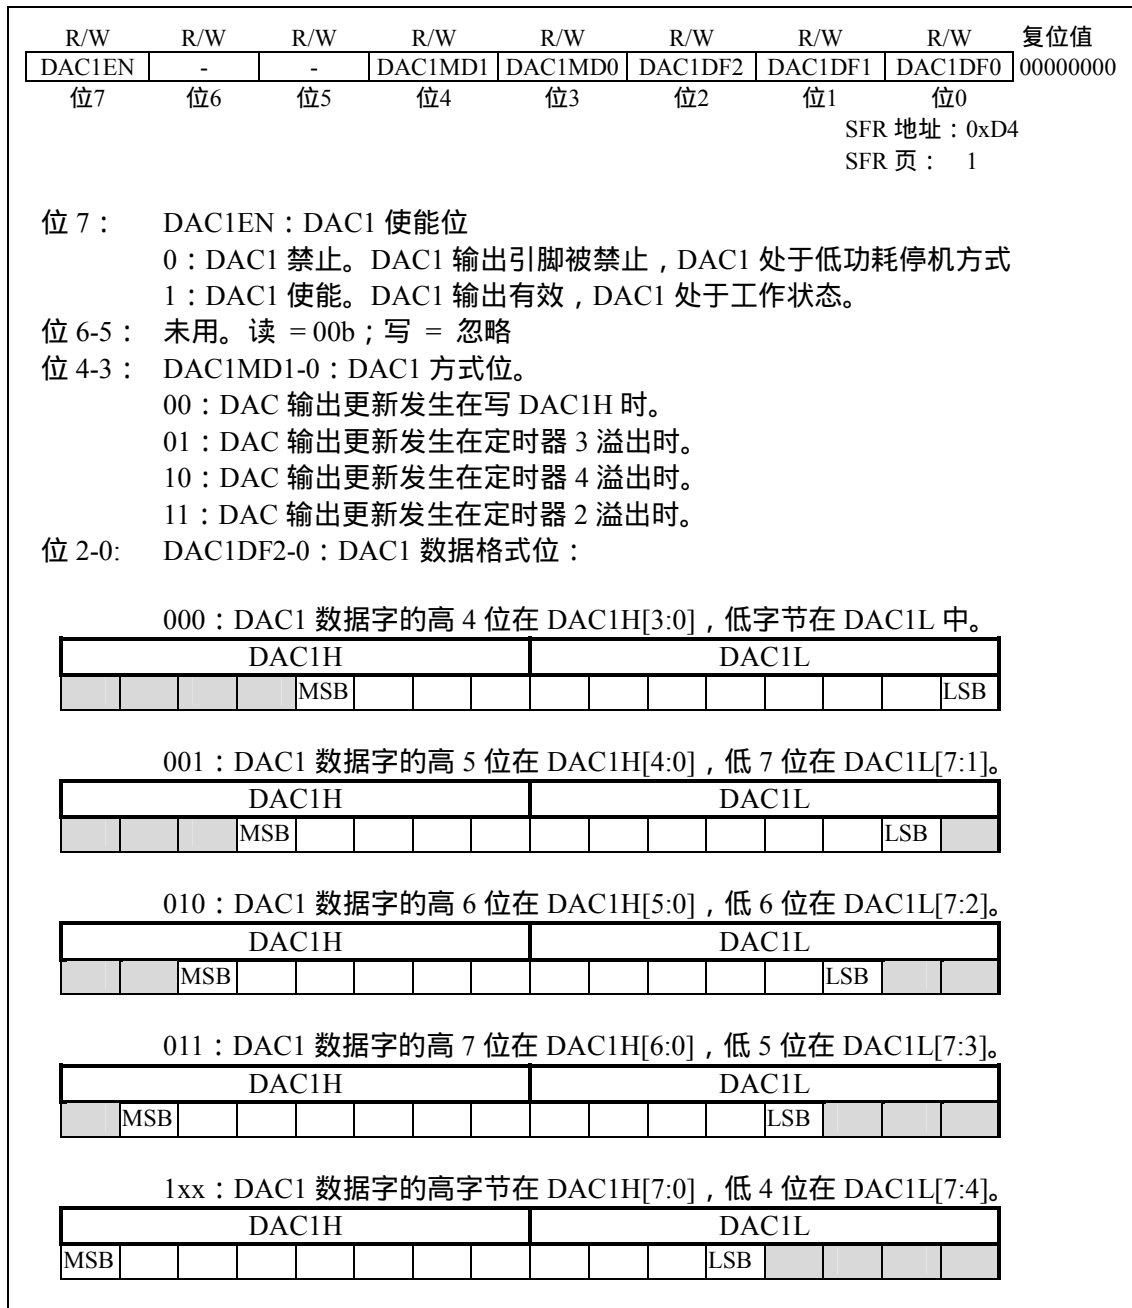 R/W R/W R/W R/W R/W R/W R/W R/W 复位值
DAC1EN - - DAC1MD1 DAC1MD0 DAC1DF2 DAC1DF1 DAC1DF0 00000000
位7 位6 位5 位4 位3 位2 位1 位0
SFR 地址：0xD4
SFR 页： 1
位 7： DAC1EN：DAC1 使能位
0：DAC1 禁止。DAC1 输出引脚被禁止，DAC1 处于低功耗停机方式
1：DAC1 使能。DAC1 输出有效，DAC1 处于工作状态。
位 6-5： 未用。读 = 00b；写 = 忽略
位 4-3： DAC1MD1-0：DAC1 方式位。
00：DAC 输出更新发生在写 DAC1H 时。
01：DAC 输出更新发生在定时器 3 溢出时。
10：DAC 输出更新发生在定时器 4 溢出时。
11：DAC 输出更新发生在定时器 2 溢出时。
位 2-0: DAC1DF2-0：DAC1 数据格式位：
000：DAC1 数据字的高 4 位在 DAC1H[3:0]，低字节在 DAC1L 中。
DAC1H DAC1L
MSB LSB
001：DAC1 数据字的高 5 位在 DAC1H[4:0]，低 7 位在 DAC1L[7:1]。
DAC1H DAC1L
MSB LSB
010：DAC1 数据字的高 6 位在 DAC1H[5:0]，低 6 位在 DAC1L[7:2]。
DAC1H DAC1L
MSB LSB
011：DAC1 数据字的高 7 位在 DAC1H[6:0]，低 5 位在 DAC1L[7:3]。
DAC1H DAC1L
MSB LSB
1xx：DAC1 数据字的高字节在 DAC1H[7:0]，低 4 位在 DAC1L[7:4]。
DAC1H DAC1L
MSB LSB